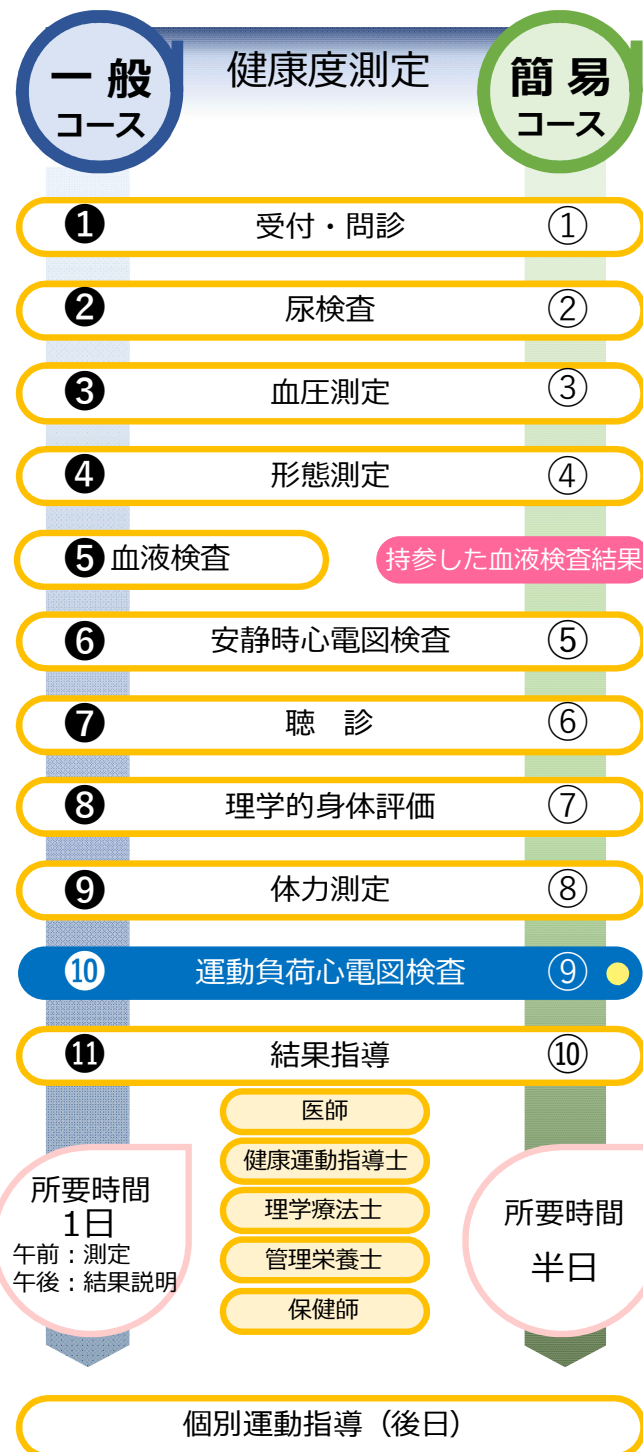 一般
コース
健康度測定
簡易
コース
❶ 受付・問診 ①
❷ 尿検査 ②
❸ 血圧測定 ③
❹ 形態測定 ④
❺ 血液検査 持参した血液検査結果
❻ 安静時心電図検査 ⑤
❼ 聴 診 ⑥
❽ 理学的身体評価 ⑦
❾ 体力測定 ⑧
❿ 運動負荷心電図検査 ⑨
⓫ 結果指導 ⑩
医師
健康運動指導士
理学療法士
管理栄養士
保健師
所要時間
1日
午前：測定
午後：結果説明
所要時間
半日
個別運動指導（後日）